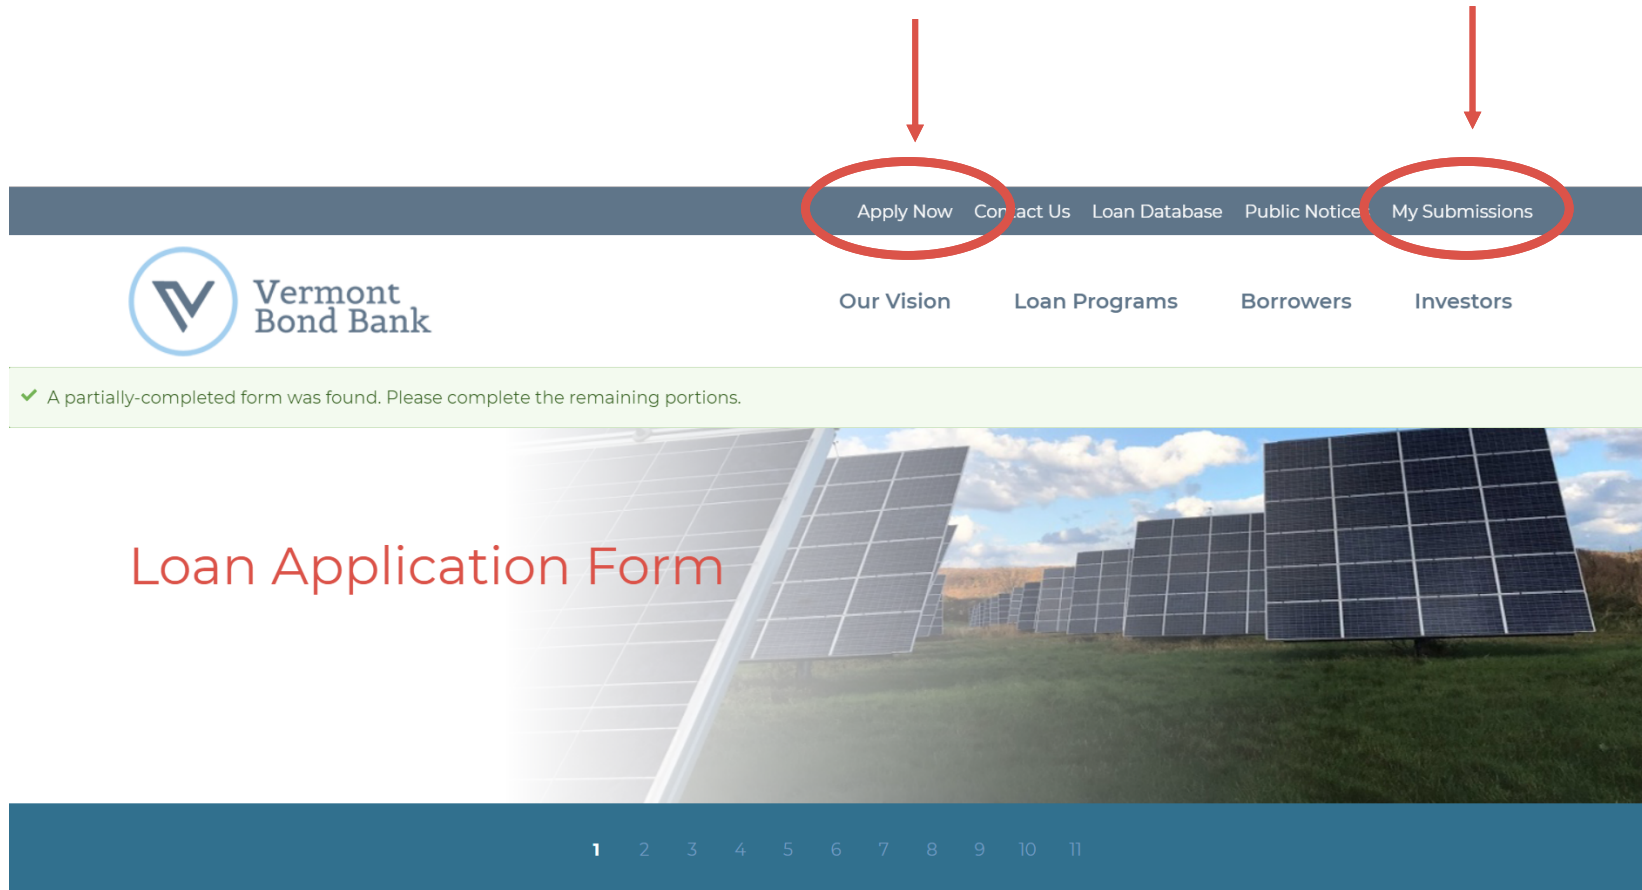 Apply Now Contact Us Loan Database Public Notices My Submissions
Vermont
Bond Bank
Our Vision Loan Programs Borrowers Investors
A partially-completed form was found. Please complete the remaining portions.
Loan Application Form
1 2 3 4 5 6 7 8 9 10 11